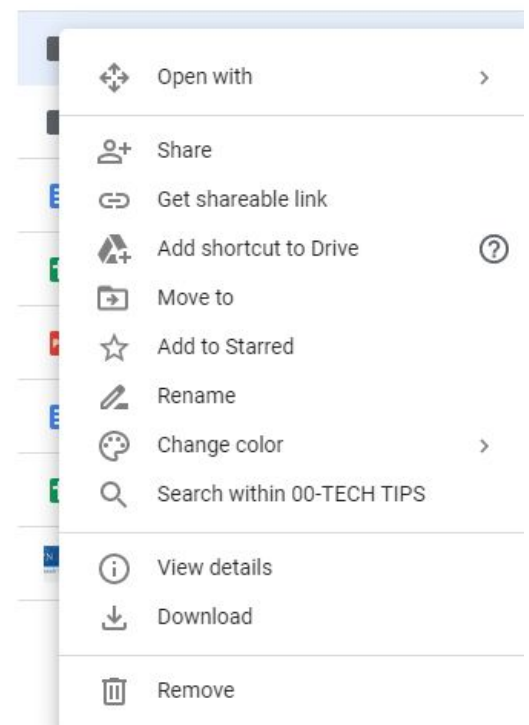 Open with
Share
Get shareable link
Add shortcut to Drive
Move to
Add to Starred
Rename
Change color
Search within 00-TECH TIPS
View details
Download
Remove